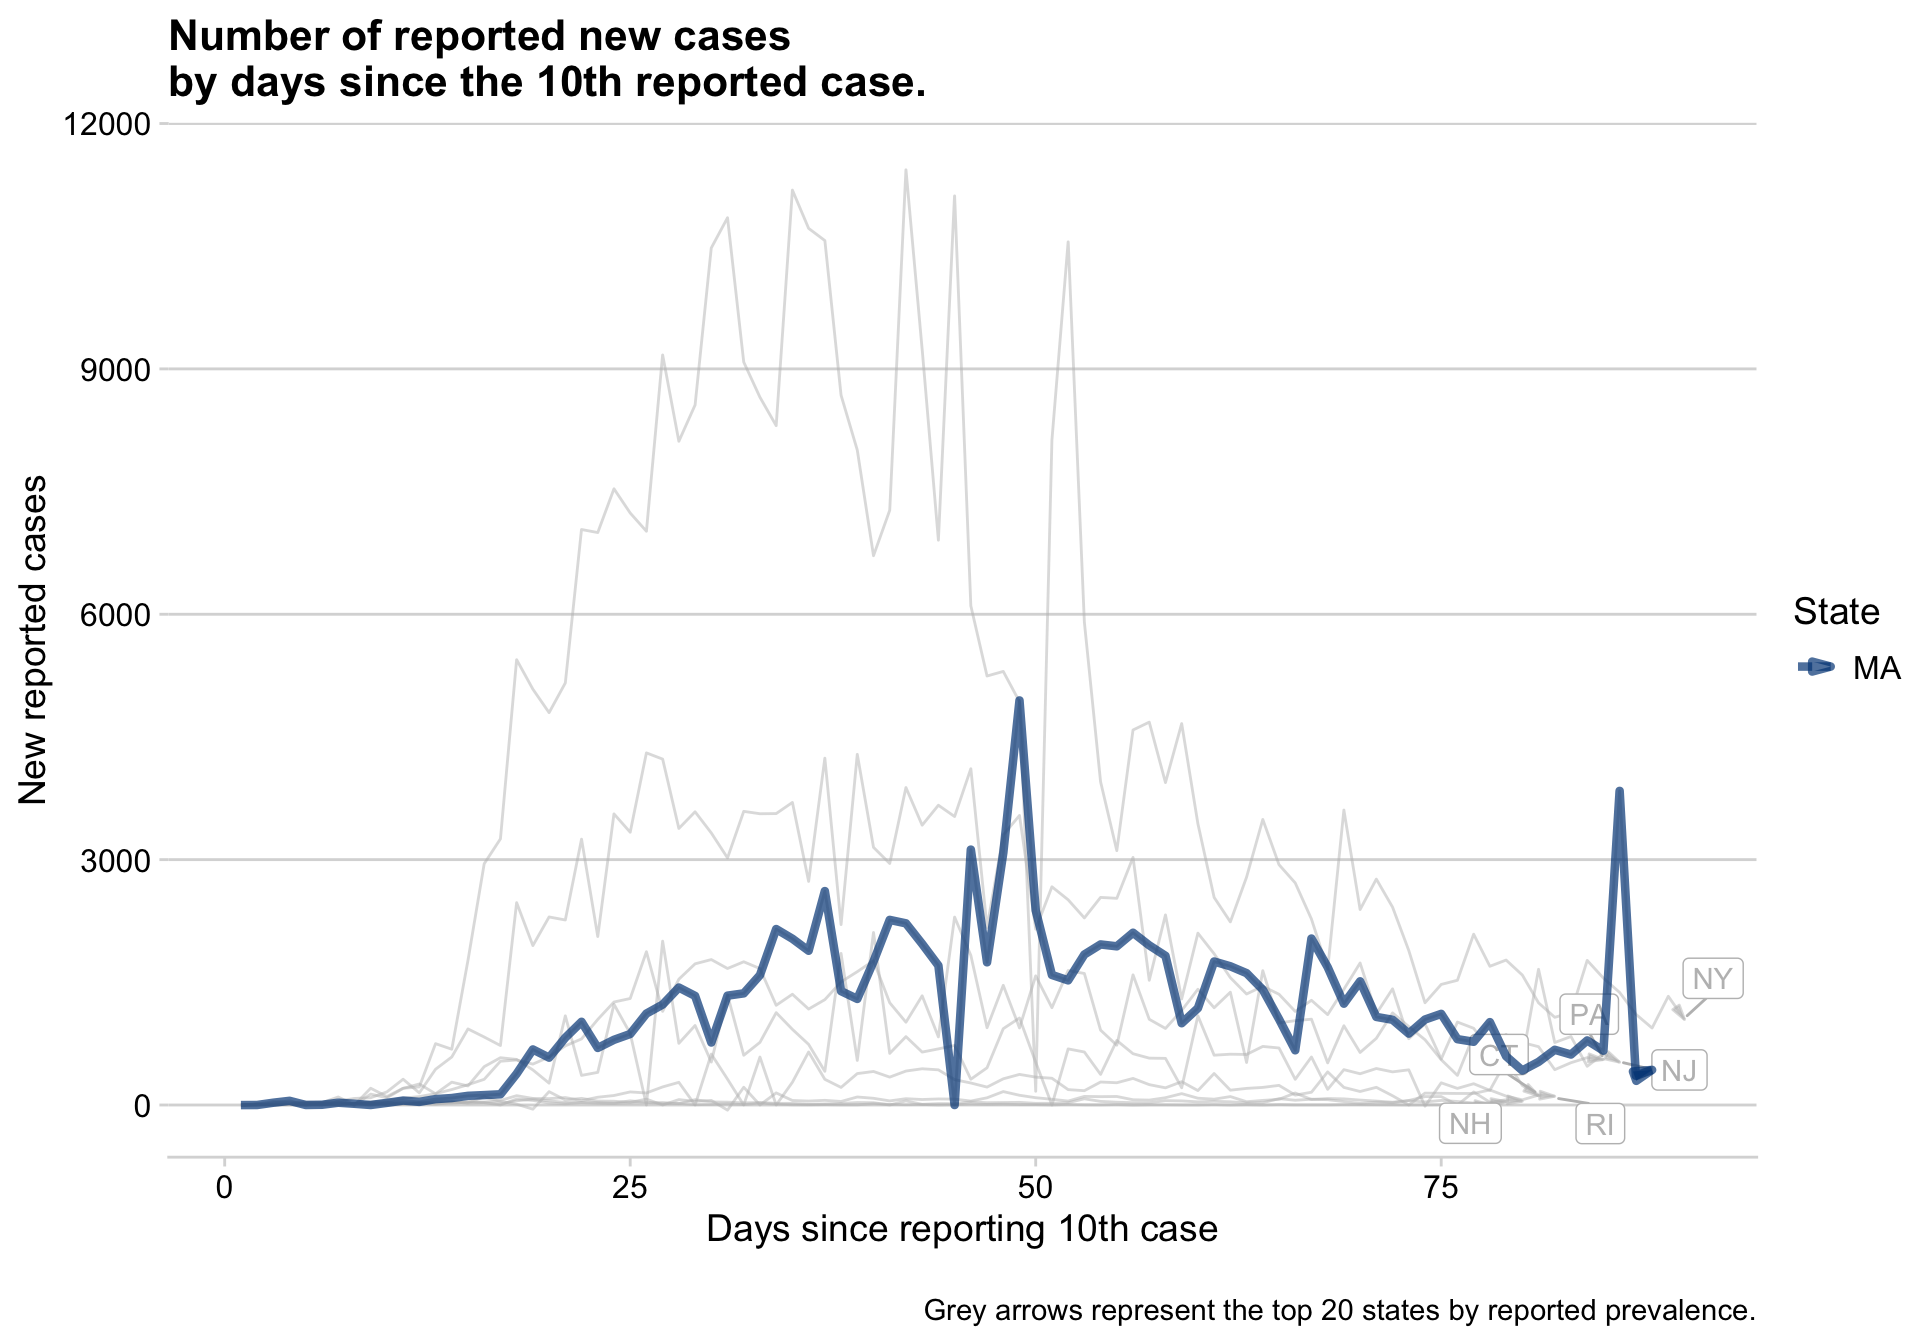 Number of reported new cases
by days since the 10th reported case.
12000
9000
6000
3000
0
New reported cases
0
25
50
75
Days since reporting 10th case
NY
PA
CT
NJ
NH
RI
State
MA
Grey arrows represent the top 20 states by reported prevalence.